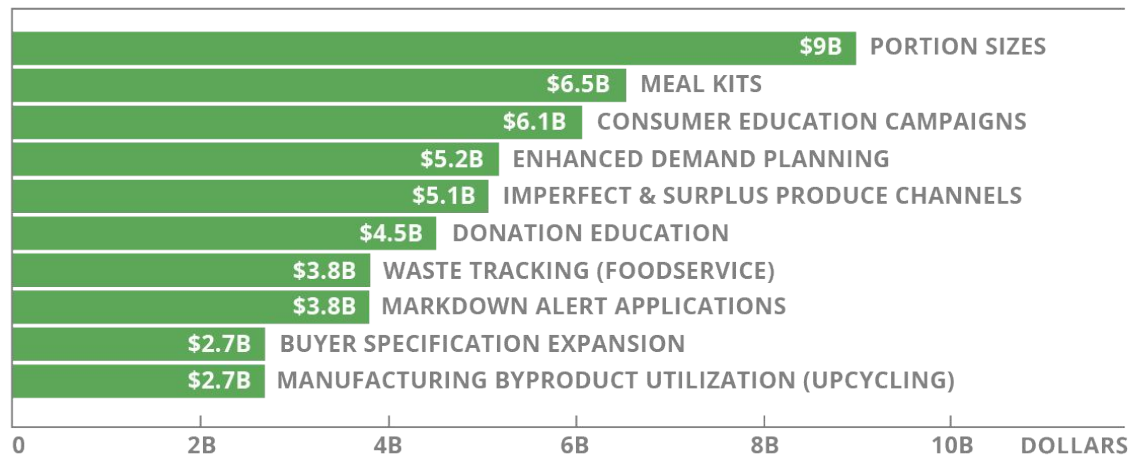 $9B PORTION SIZES
$6.5B MEAL KITS
$6.1B CONSUMER EDUCATION CAMPAIGNS
$5.2B ENHANCED DEMAND PLANNING
$5.1B IMPERFECT & SURPLUS PRODUCE CHANNELS
$4.5B DONATION EDUCATION
$3.8B WASTE TRACKING (FOODSERVICE)
$3.8B MARKDOWN ALERT APPLICATIONS
$2.7B BUYER SPECIFICATION EXPANSION
$2.7B MANUFACTURING BYPRODUCT UTILIZATION (UPCYCLING)
0 2B 4B 6B 8B 10B DOLLARS